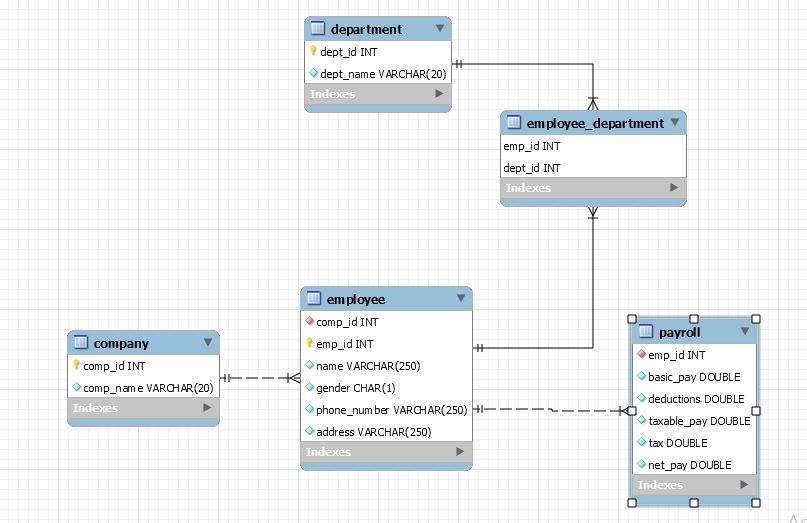 department
dept_id INT
dept_name VARCHAR(20)
Indexes
employee_department
emp_id INT
dept_id INT
Indexes
employee
comp_id INT
emp_id INT
name VARCHAR(250)
gender CHAR(1)
phone_number VARCHAR(250)
address VARCHAR(250)
Indexes
company
comp_id INT
comp_name VARCHAR(20)
Indexes
payroll
emp_id INT
basic_pay DOUBLE
deductions DOUBLE
taxable_pay DOUBLE
tax DOUBLE
net_pay DOUBLE
Indexes